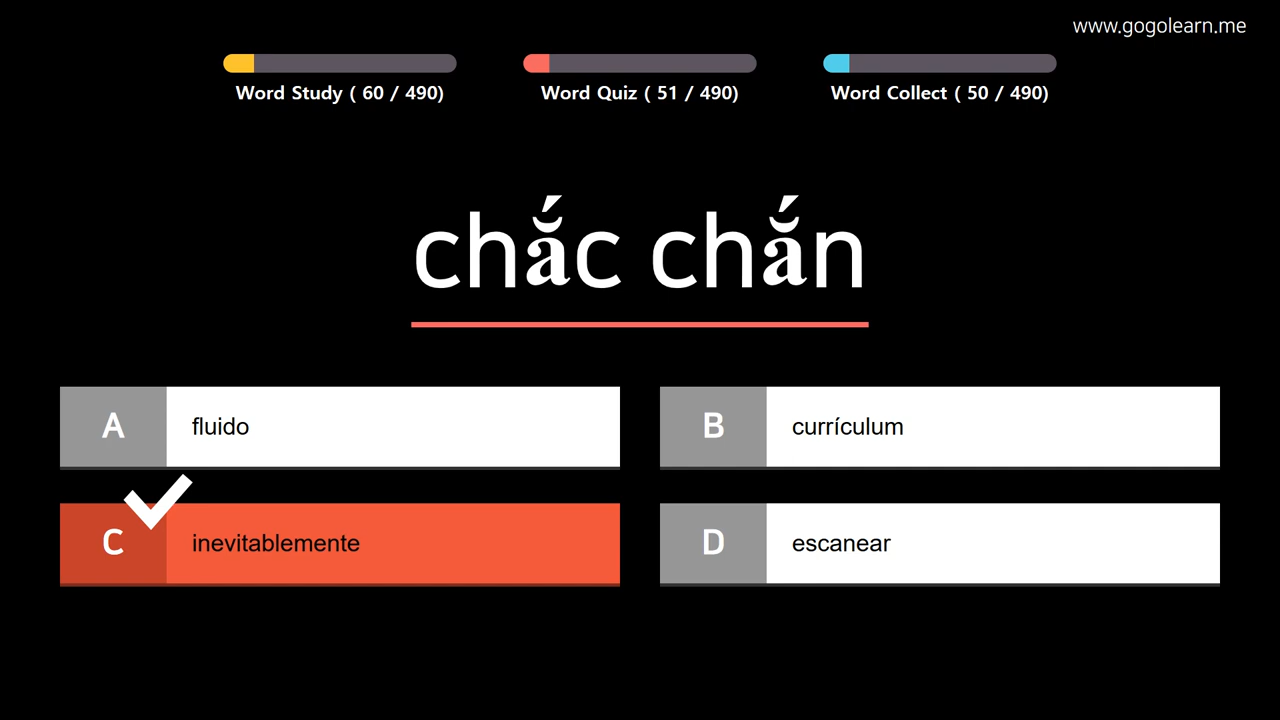 www.gogolearn.me
Word Study ( 60 / 490)
Word Quiz ( 51 / 490)
Word Collect ( 50 / 490)
chắc chắn
A
fluido
B
currículum
C
inevitablemente
D
escanear